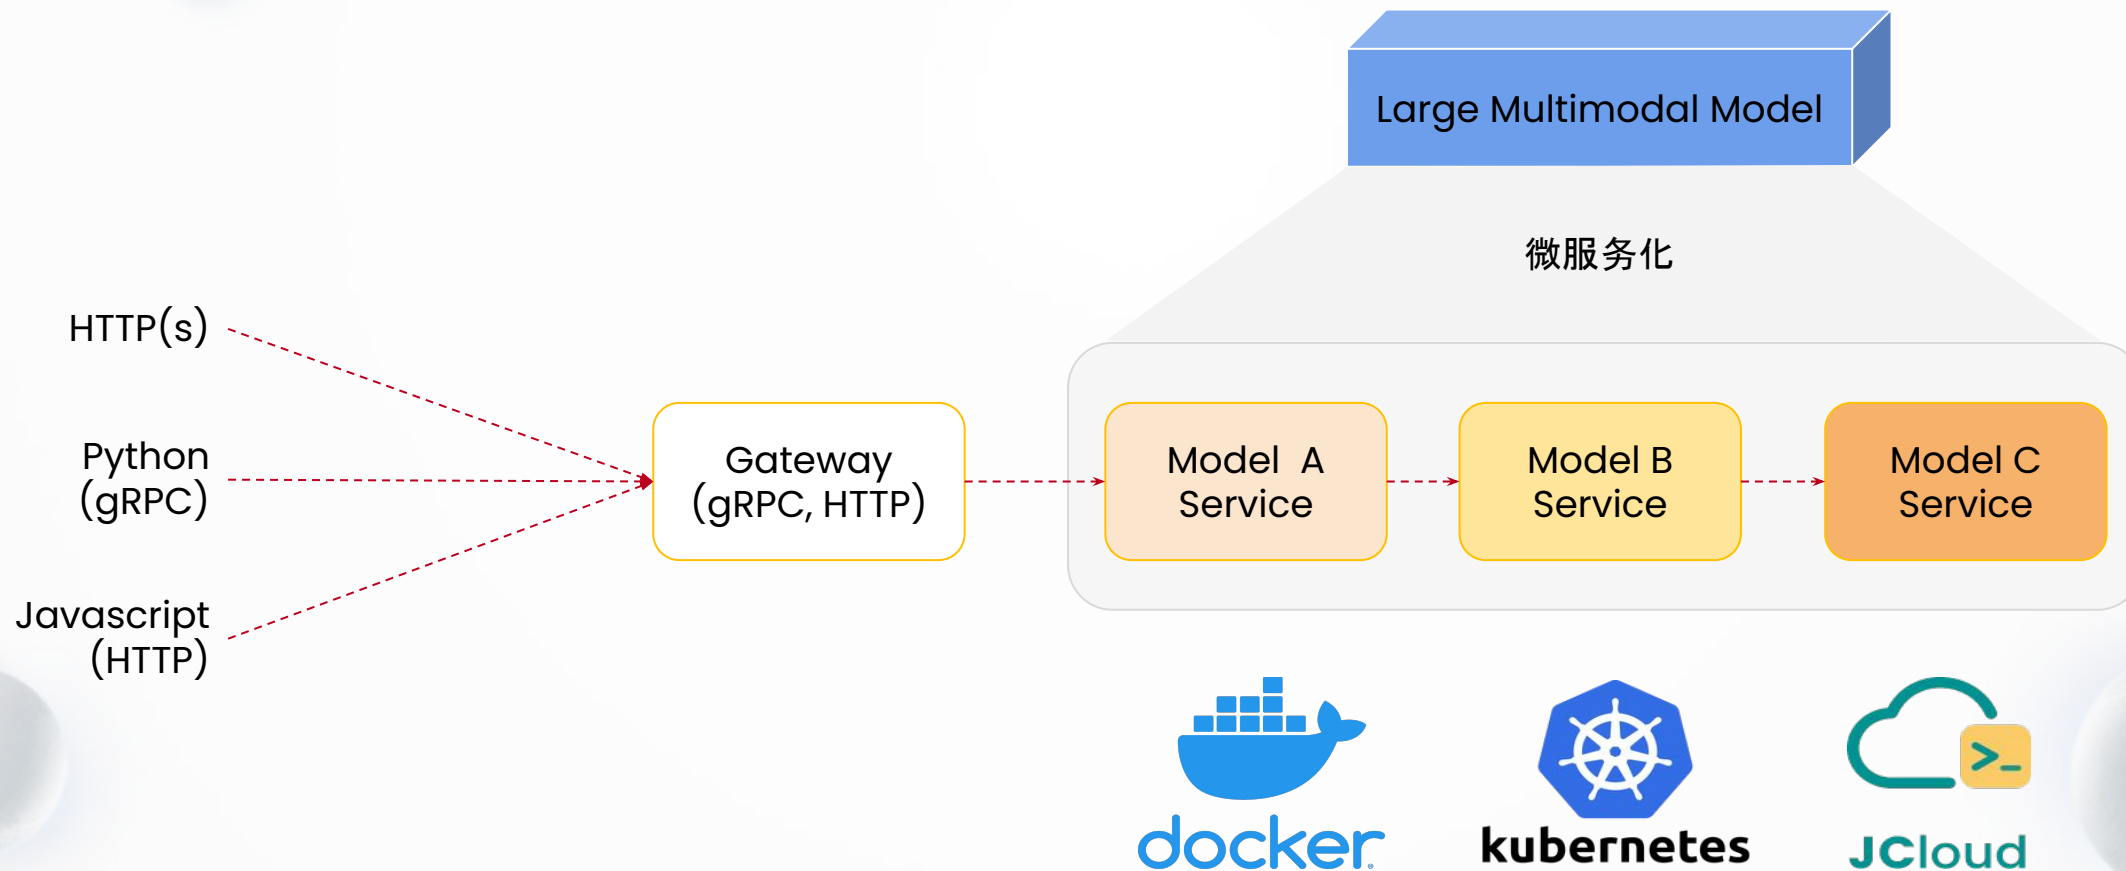 Large Multimodal Model
微服务化
HTTP(s)
Python
(gRPC)
Javascript
(HTTP)
Gateway
(gRPC, HTTP)
Model A
Service
Model B
Service
Model C
Service
docker
kubernetes
>_
JCloud